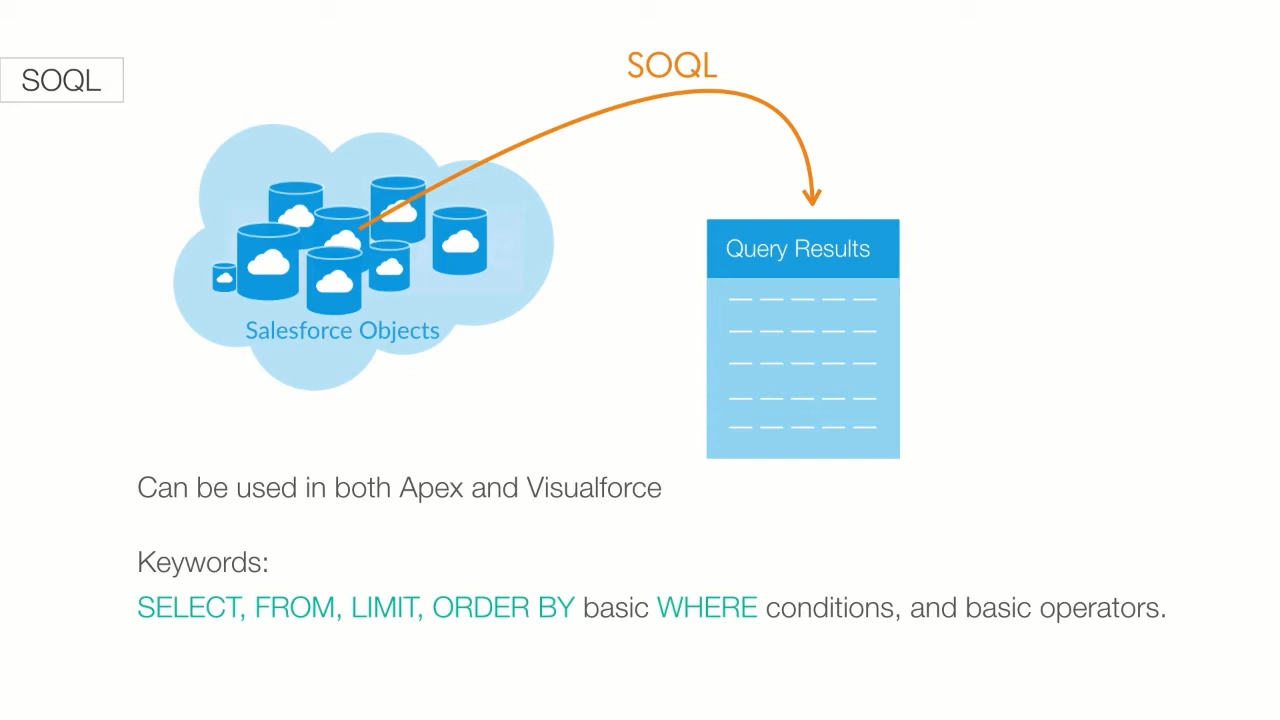 SOQL
SOQL
Query Results
Salesforce Objects
Can be used in both Apex and Visualforce
Keywords:
SELECT, FROM, LIMIT, ORDER BY basic WHERE conditions, and basic operators.